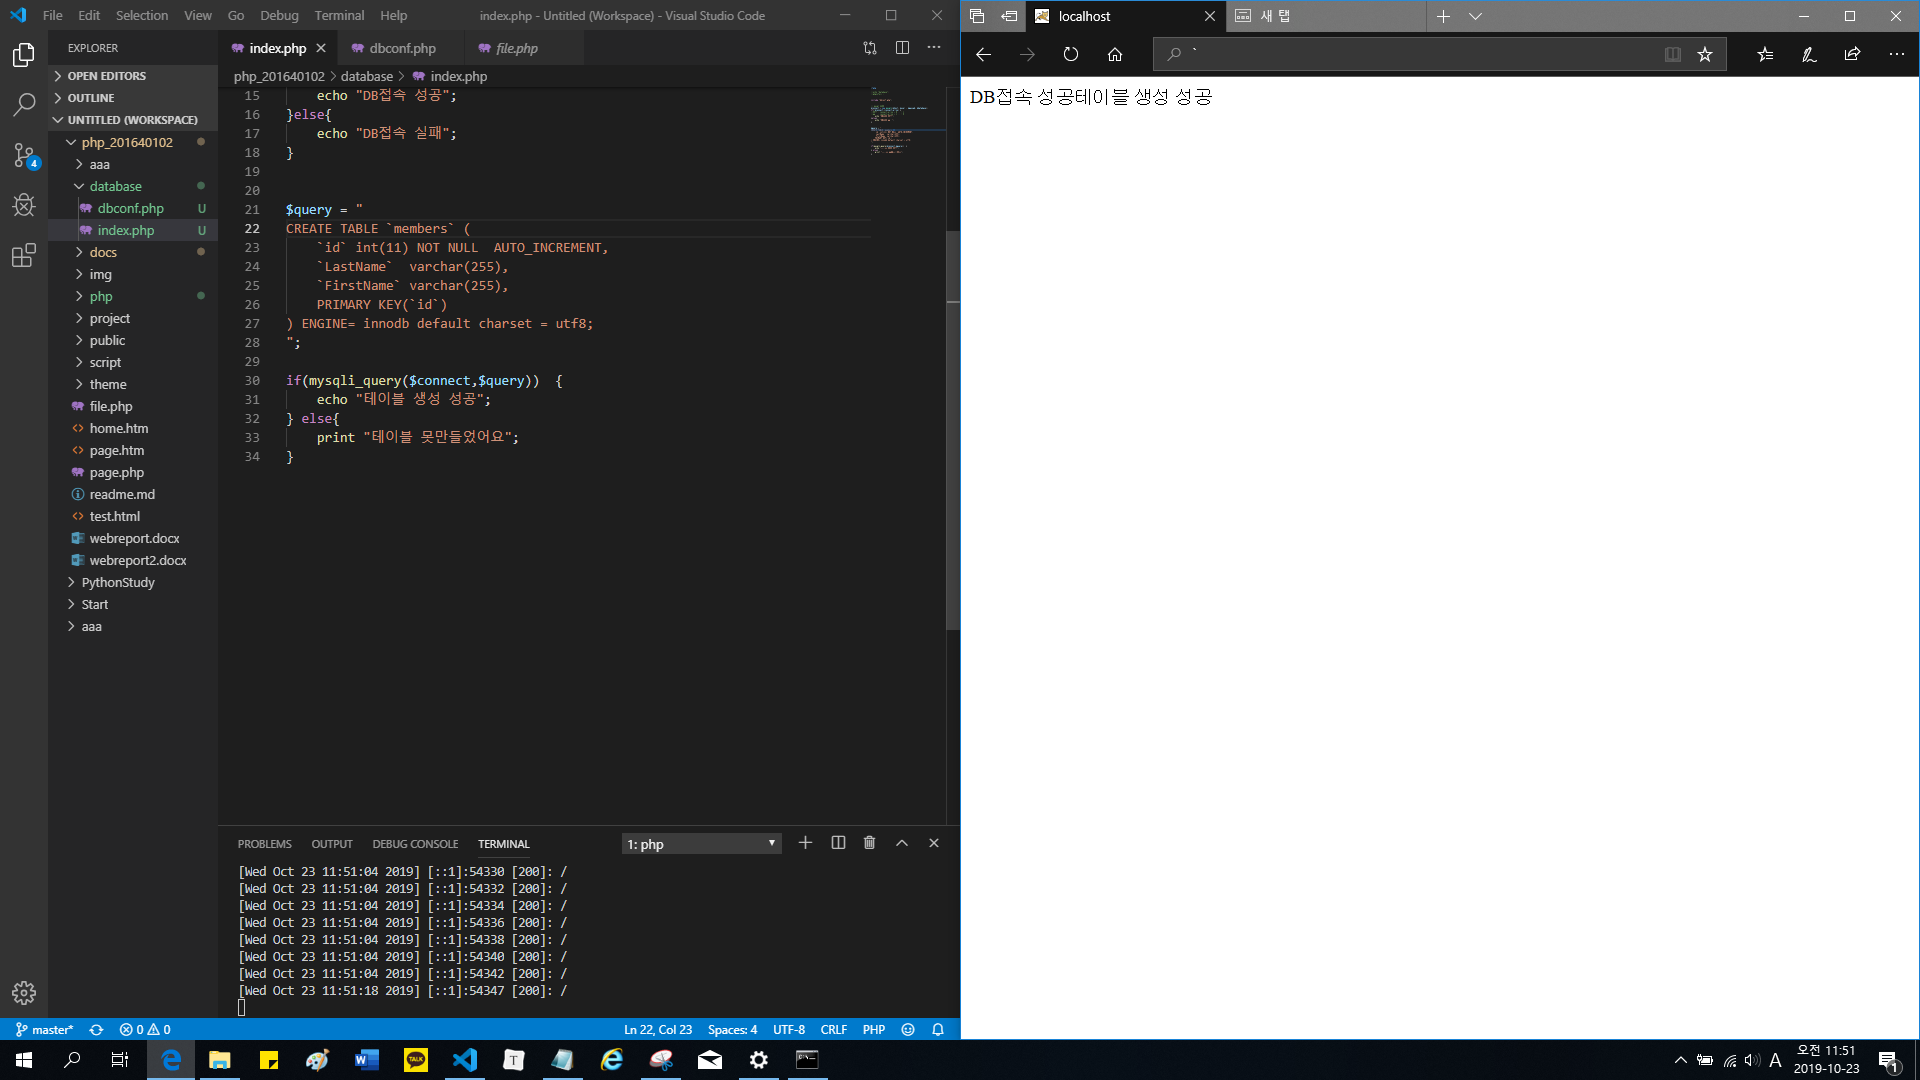 File Edit Selection View Go Debug Terminal Help
index.php - Untitled (Workspace) - Visual Studio Code
EXPLORER
OPEN EDITORS
OUTLINE
UNTITLED (WORKSPACE)
php_201640102
aaa
database
dbconf.php U
index.php U
docs
img
php
project
public
script
theme
file.php
home.htm
page.htm
page.php
readme.md
test.html
webreport.docx
webreport2.docx
PythonStudy
Start
aaa
4
index.php dbconf.php file.php
php_201640102 > database > index.php
15 echo "DB접속 성공";
16 }else{
17 echo "DB접속 실패";
18 }
19
20
21 $query = "
22 CREATE TABLE `members` (
23 `id` int(11) NOT NULL  AUTO_INCREMENT,
24 `LastName`  varchar(255),
25 `FirstName` varchar(255),
26 PRIMARY KEY(`id`)
27 ) ENGINE= innodb default charset = utf8;
28 ";
29
30 if(mysqli_query($connect,$query))  {
31 echo "테이블 생성 성공";
32 } else{
33 print "테이블 못만들었어요";
34 }
PROBLEMS OUTPUT DEBUG CONSOLE TERMINAL
1: php
[Wed Oct 23 11:51:04 2019] [::1]:54330 [200]: /
[Wed Oct 23 11:51:04 2019] [::1]:54332 [200]: /
[Wed Oct 23 11:51:04 2019] [::1]:54334 [200]: /
[Wed Oct 23 11:51:04 2019] [::1]:54336 [200]: /
[Wed Oct 23 11:51:04 2019] [::1]:54338 [200]: /
[Wed Oct 23 11:51:04 2019] [::1]:54340 [200]: /
[Wed Oct 23 11:51:04 2019] [::1]:54342 [200]: /
[Wed Oct 23 11:51:18 2019] [::1]:54347 [200]: /
master* 0 0 Ln 22, Col 23 Spaces: 4 UTF-8 CRLF PHP
localhost 새 탭
`
DB접속 성공테이블 생성 성공
TALK
T
A
오전 11:51
2019-10-23
1